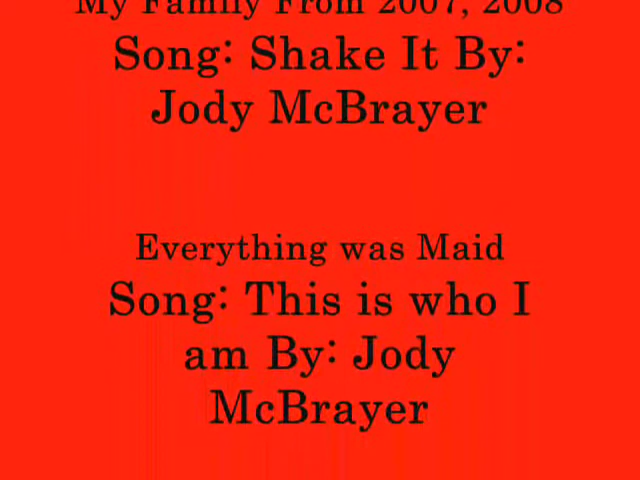 My Family From 2007, 2008
Song: Shake It By:
Jody McBrayer
Everything was Maid
Song: This is who I
am By: Jody
McBrayer